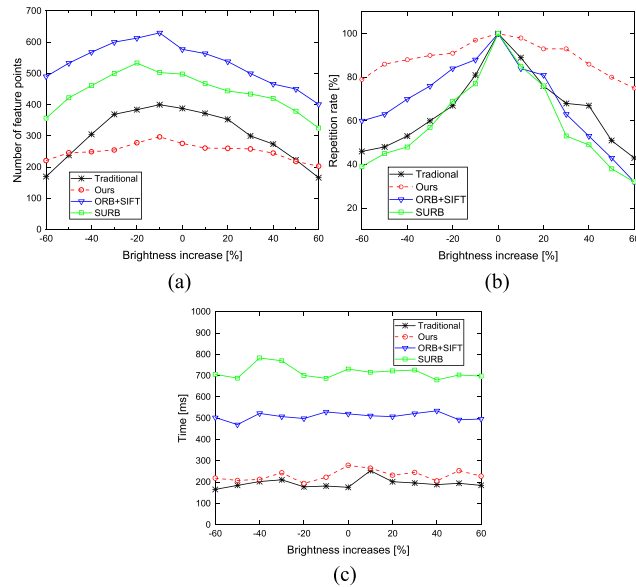 700
600
500
400
300
200
100
0
Number of feature points
Traditional
Ours
ORB+SIFT
SURB
-60 -40 -20 0 20 40 60
Brightness increase [%]
(a)
100
80
60
40
20
Repetition rate [%]
Tradional
Ours
ORB+SIFT
SURB
-60 -40 -20 0 20 40 60
Brightness increase [%]
(b)
1000
900
800
700
600
500
400
300
200
100
0
Time [ms]
Traditional
Ours
ORB+SIFT
SURB
-60 -40 -20 0 20 40 60
Brightness increases [%]
(c)